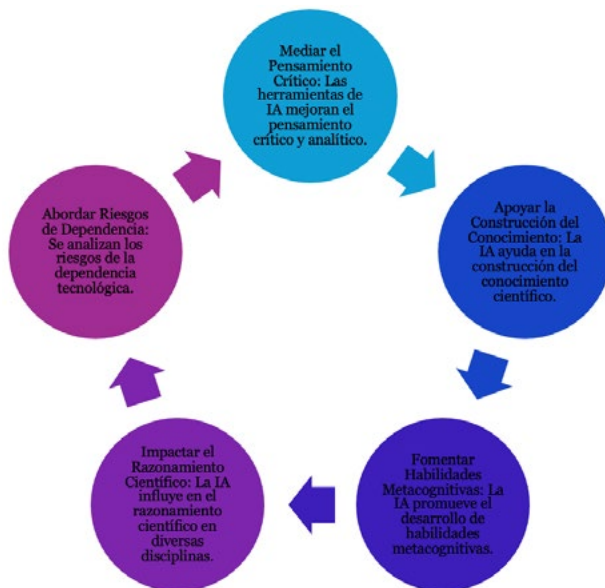 Mediar el
Pensamiento
Crítico: Las
herramientas de
IA mejoran el
pensamiento
crítico y analítico.
Apoyar la
Construcción del
Conocimiento: La
IA ayuda en la
construcción del
conocimiento
científico.
Fomentar
Habilidades
Metacognitivas: La
IA promueve el
desarrollo de
habilidades
metacognitivas.
Impactar el
Razonamiento
Científico: La IA
influye en el
razonamiento
científico en
diversas
disciplinas.
Abordar Riesgos
de Dependencia:
Se analizan los
riesgos de la
dependencia
tecnológica.